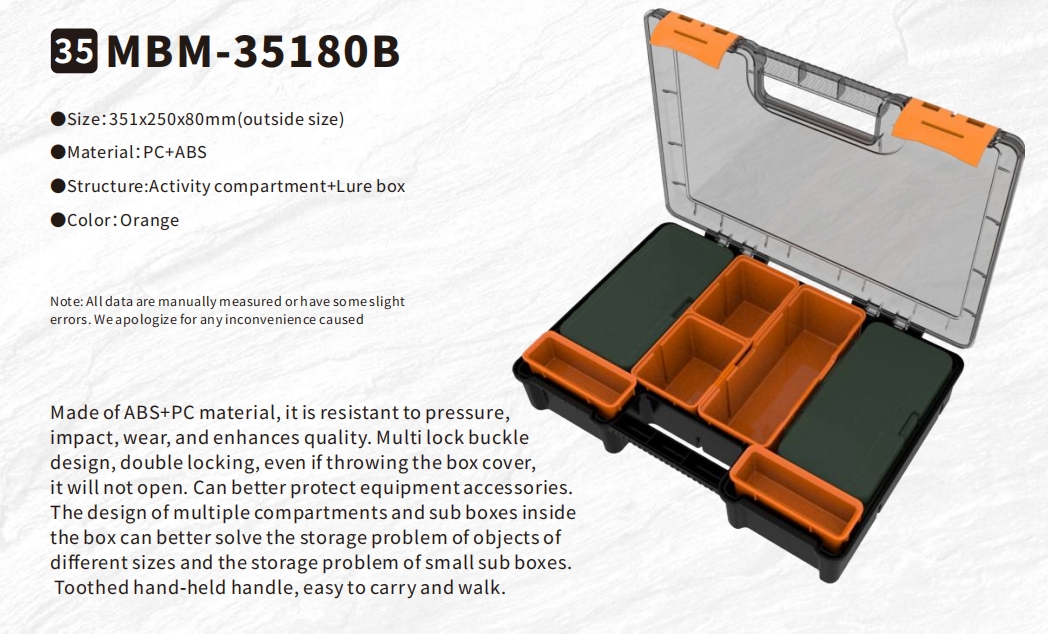 35 MBM-35180B
●Size：351x250x80mm(outside size)
●Material：PC+ABS
●Structure:Activity compartment+Lure box
●Color：Orange
Note: All data are manually measured or have some slight
errors. We apologize for any inconvenience caused
Made of ABS+PC material, it is resistant to pressure,
impact, wear, and enhances quality. Multi lock buckle
design, double locking, even if throwing the box cover,
it will not open. Can better protect equipment accessories.
The design of multiple compartments and sub boxes inside
the box can better solve the storage problem of objects of
different sizes and the storage problem of small sub boxes.
Toothed hand-held handle, easy to carry and walk.